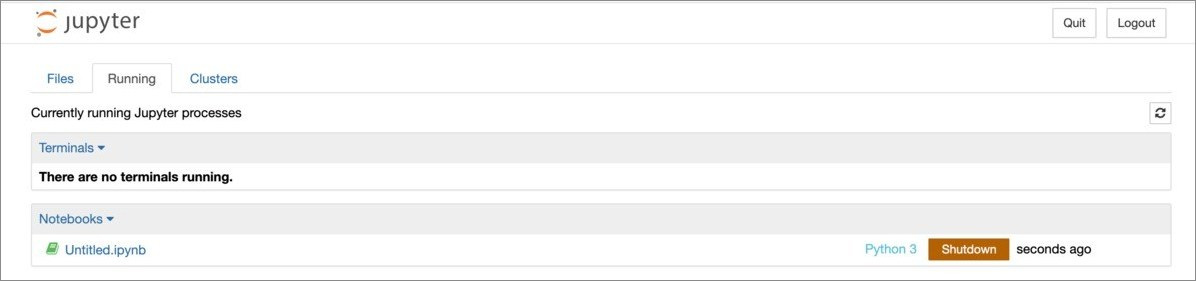 jupyter
Quit Logout
Files Running Clusters
Currently running Jupyter processes
Terminals
There are no terminals running.
Notebooks
Untitled.ipynb Python 3 Shutdown seconds ago